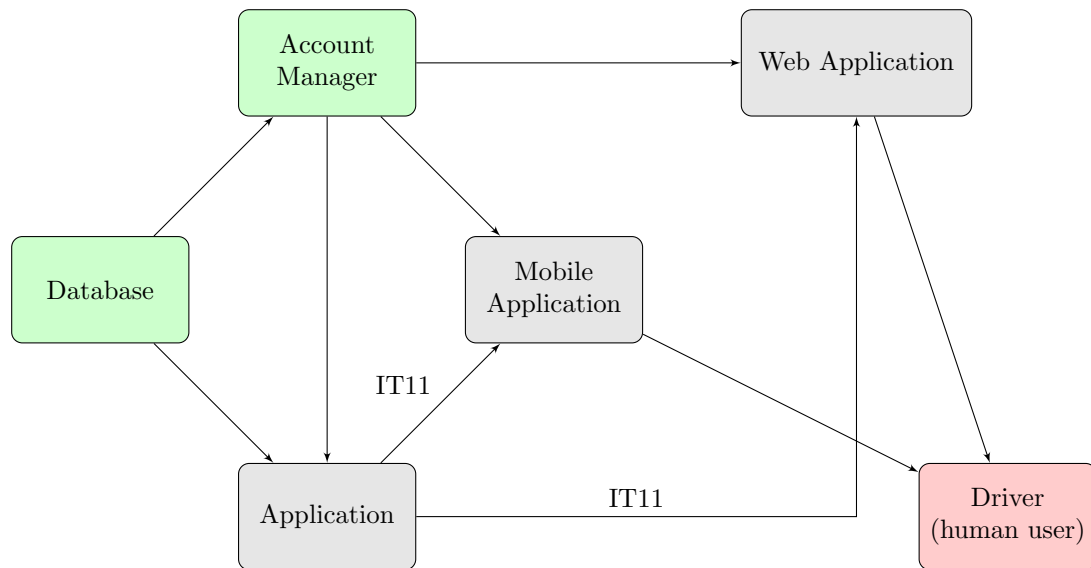 Account
Manager
Web Application
Database
Mobile
Application
IT11
Application
IT11
Driver
(human user)